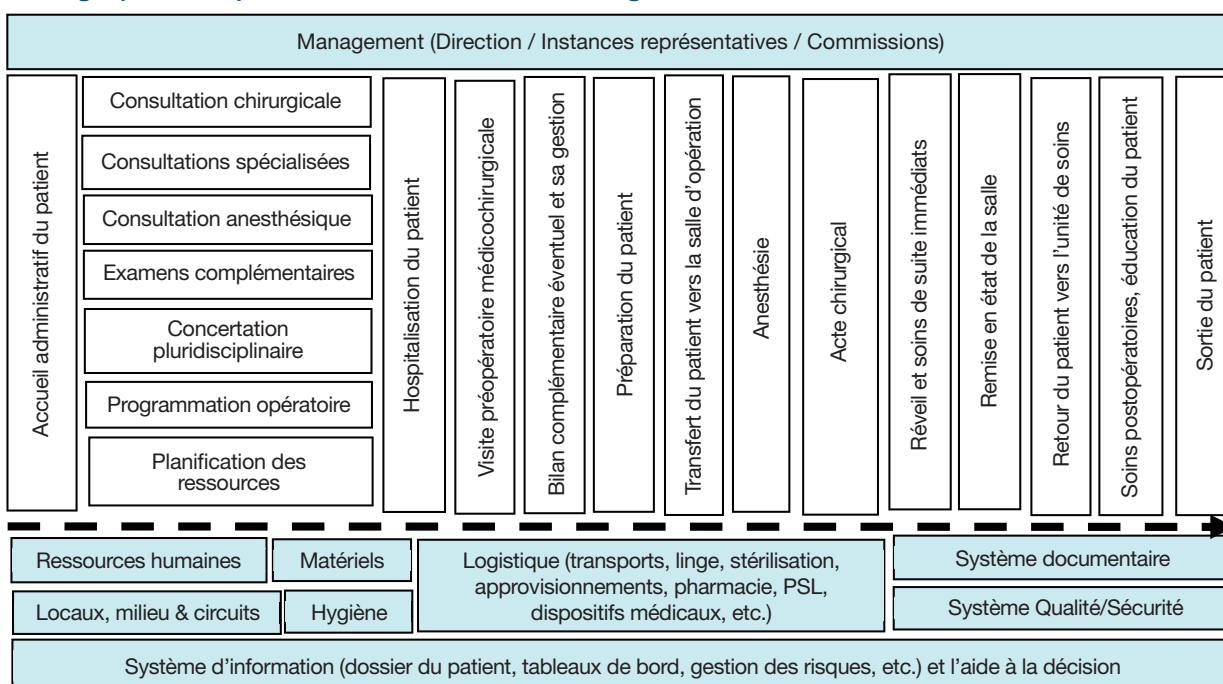 Management (Direction / Instances représentatives / Commissions)
Accueil administratif du patient
Consultation chirurgicale
Consultations spécialisées
Consultation anesthésique
Examens complémentaires
Concertation
pluridisciplinaire
Programmation opératoire
Planification des
ressources
Hospitalisation du patient
Visite préopératoire médicochirurgicale
Bilan complémentaire éventuel et sa gestion
Préparation du patient
Transfert du patient vers la salle d'opération
Anesthésie
Acte chirurgical
Réveil et soins de suite immédiats
Remise en état de la salle
Retour du patient vers l'unité de soins
Soins postopératoires, éducation du patient
Sortie du patient
Ressources humaines
Matériels
Logistique (transports, linge, stérilisation,
approvisionnements, pharmacie, PSL,
dispositifs médicaux, etc.)
Système documentaire
Locaux, milieu & circuits
Hygiène
Système Qualité/Sécurité
Système d'information (dossier du patient, tableaux de bord, gestion des risques, etc.) et l'aide à la décision